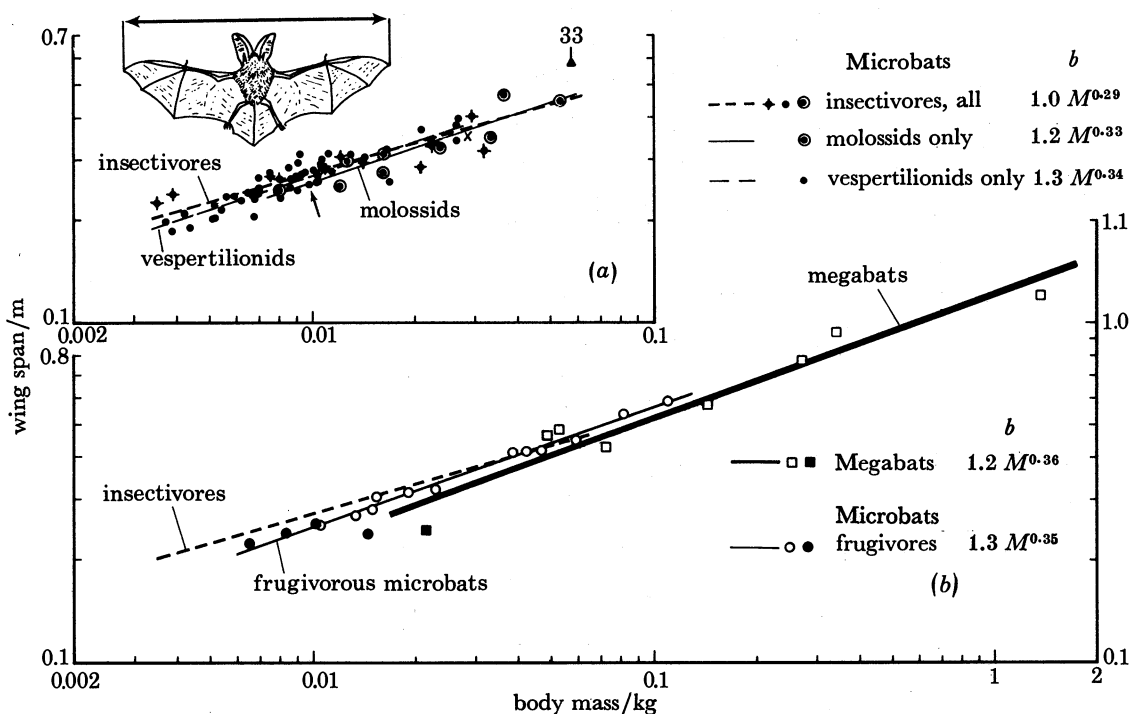 0.7
33
Microbats b
insectivores, all 1.0 M^0.29
molossids only 1.2 M^0.33
vespertilionids only 1.3 M^0.34
insectivores
molossids
vespertilionids
(a)
0.1
0.002 0.01 0.1
1.1
megabats
1.0
0.8
wing span/m
b
Megabats 1.2 M^0.36
insectivores
Microbats
frugivores 1.3 M^0.35
frugivorous microbats
(b)
0.1 0.1
0.002 0.01 0.1 1 2
body mass/kg